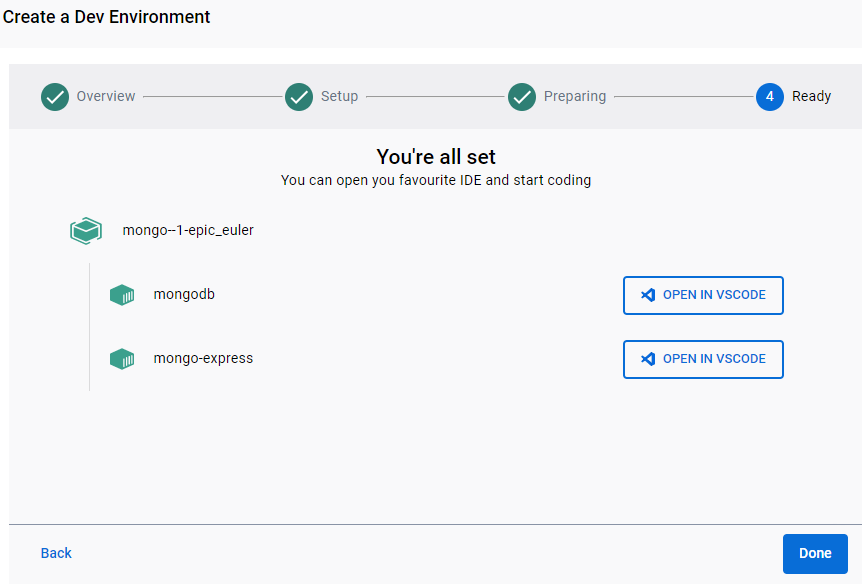 Create a Dev Environment
Overview
Setup
Preparing
4
Ready
You're all set
You can open you favourite IDE and start coding
mongo--1-epic_euler
mongodb
OPEN IN VSCODE
mongo-express
OPEN IN VSCODE
Back
Done